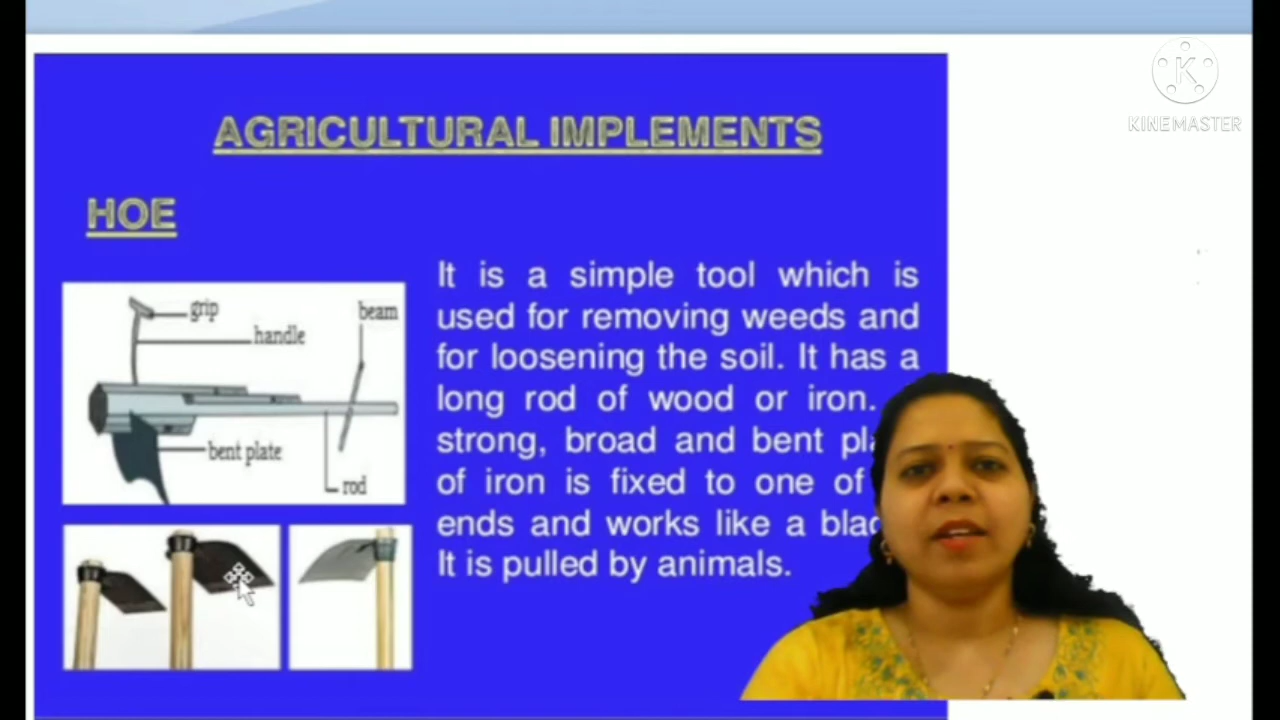 KINEMASTER
AGRICULTURAL IMPLEMENTS
HOE
grip
beam
handle
bent plate
rod
It is a simple tool which is
used for removing weeds and
for loosening the soil. It has a
long rod of wood or iron.
strong, broad and bent
of iron is fixed to one of
ends and works like a
It is pulled by animals.